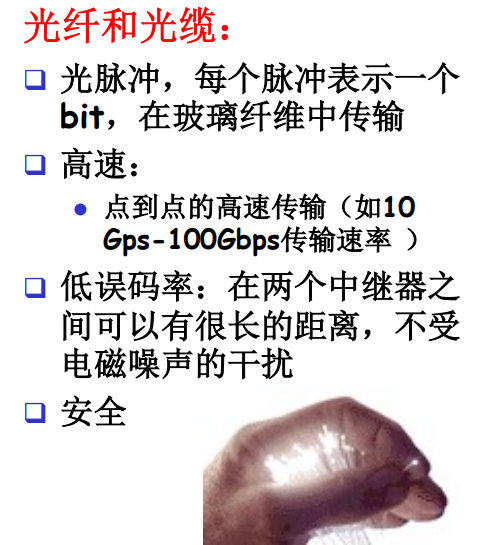 光纤和光缆：
光脉冲，每个脉冲表示一个
bit，在玻璃纤维中传输
高速：
点到点的高速传输（如10
Gps-100Gbps传输速率 ）
低误码率：在两个中继器之
间可以有很长的距离，不受
电磁噪声的干扰
安全